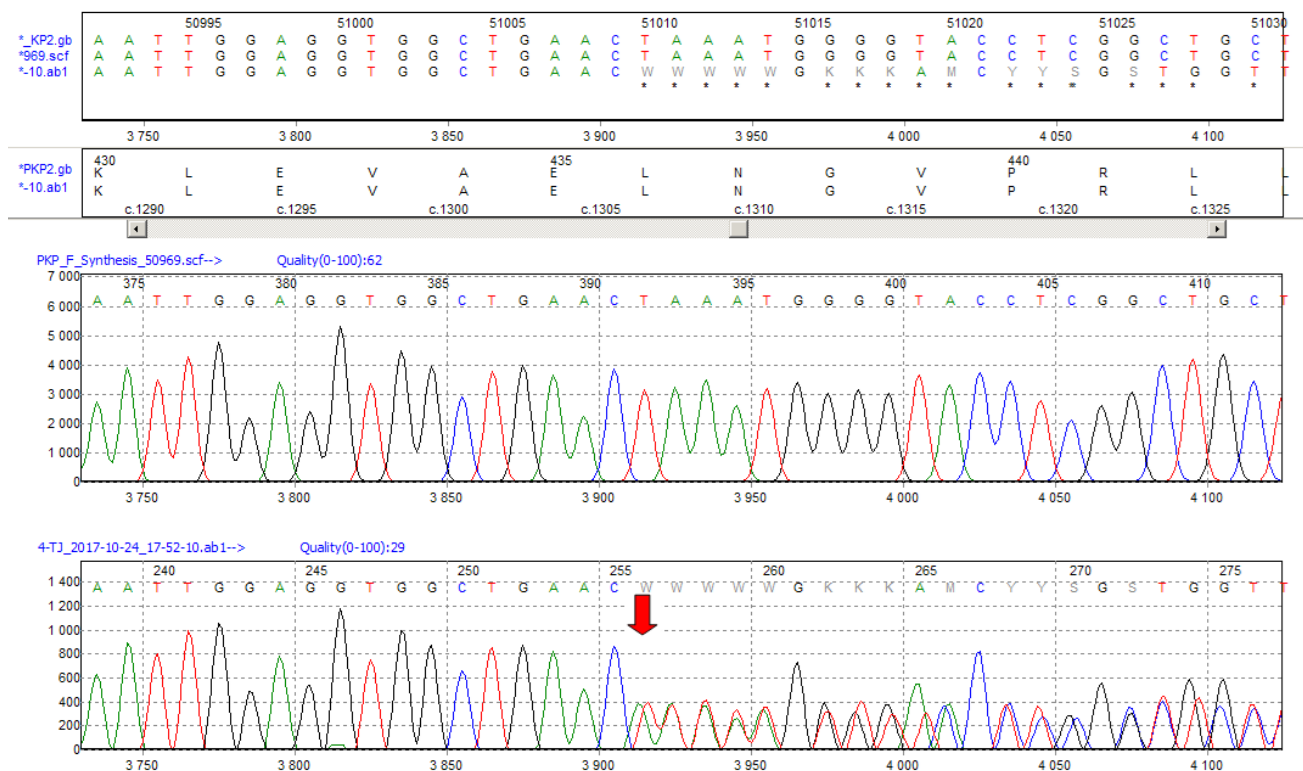 50995 51000 51005 51010 51015 51020 51025 51030
*_KP2.gb A A T T G G A G G T G G C T G A A C T A A A T G G G G T A C C T C G G C T G C T
*969.scf A A T T G G A G G T G G C T G A A C T A A A T G G G G T A C C T C G G C T G C T
*-10.ab1 A A T T G G A G G T G G C T G A A C W W W W W G K K K A M C Y Y S G S T G G T T
* * * * * * * * * * * * * * *
3 750 3 800 3 850 3 900 3 950 4 000 4 050 4 100
430 435 440
*PKP2.gb K L E V A E L N G V P R L L
*-10.ab1 K L E V A E L N G V P R L L
c.1290 c.1295 c.1300 c.1305 c.1310 c.1315 c.1320 c.1325
PKP_F_Synthesis_50969.scf--> Quality(0-100):62
7 000 375 380 385 390 395 400 405 410
A A T T G G A G G T G G C T G A A C T A A A T G G G G T A C C T C G G C T G C T
6 000
5 000
4 000
3 000
2 000
1 000
0
3 750 3 800 3 850 3 900 3 950 4 000 4 050 4 100
4-TJ_2017-10-24_17-52-10.ab1--> Quality(0-100):29
240 245 250 255 260 265 270 275
1 400 A A T T G G A G G T G G C T G A A C W W W W W G K K K A M C Y Y S G S T G G T T
1 200
1 000
800
600
400
200
0
3 750 3 800 3 850 3 900 3 950 4 000 4 050 4 100